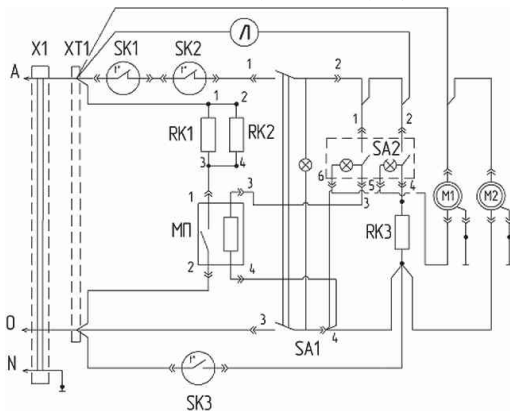 Л
X1 XT1 SK1 SK2
A 1 2
1 2 1 2
RK1 RK2 SA2
3 4 6 5 4
1 3 3 M1 M2
МП RK3
2 4
O 3 4
SA1
N
SK3